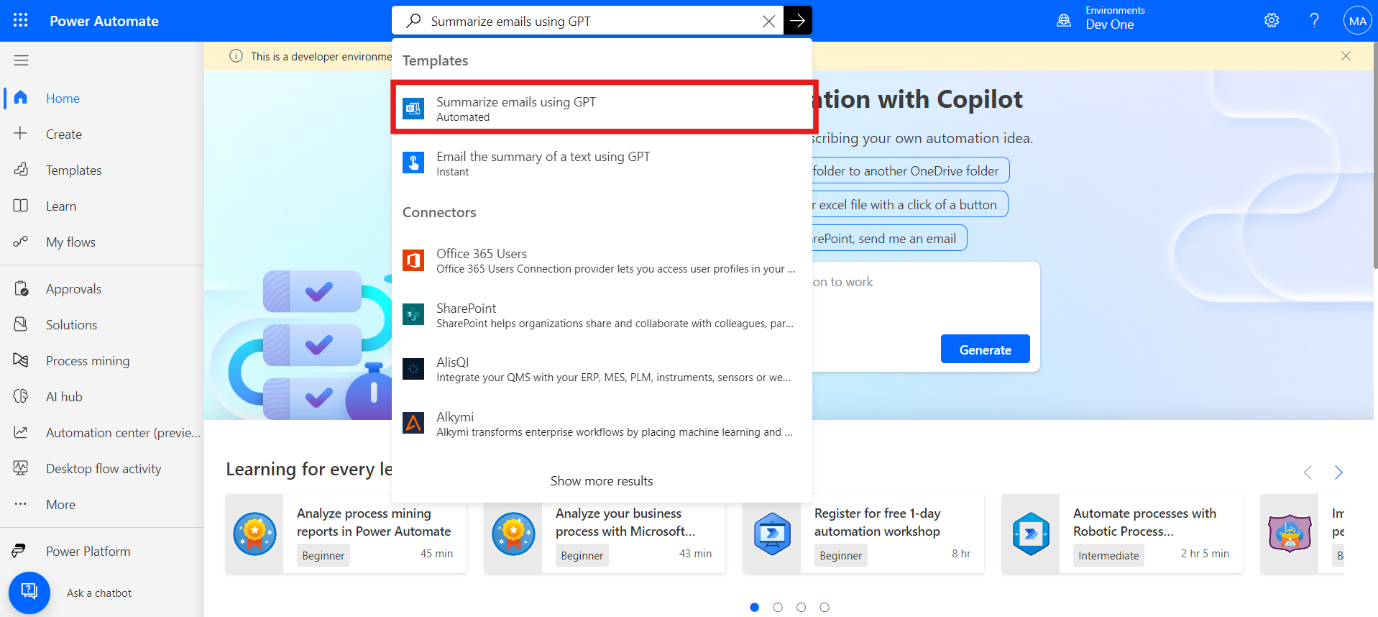 Power Automate
Summarize emails using GPT
Environments
Dev One
?
MA
This is a developer environme
Home
Create
Templates
Learn
My flows
Approvals
Solutions
Process mining
AI hub
Automation center (previe...
Desktop flow activity
More
Power Platform
Ask a chatbot
Templates
Summarize emails using GPT
Automated
Email the summary of a text using GPT
Instant
Connectors
Office 365 Users
Office 365 Users Connection provider lets you access user profiles in your ...
SharePoint
SharePoint helps organizations share and collaborate with colleagues, par...
AlisQI
Integrate your QMS with your ERP, MES, PLM, instruments, sensors or we...
Alkymi
Alkymi transforms enterprise workflows by placing machine learning and ...
Show more results
ation with Copilot
scribing your own automation idea.
folder to another OneDrive folder
r excel file with a click of a button
rePoint, send me an email
on to work
Generate
Learning for every le
Analyze process mining
reports in Power Automate
Beginner
45 min
Analyze your business
process with Microsoft...
Beginner
43 min
Register for free 1-day
automation workshop
Beginner
8 hr
Automate processes with
Robotic Process...
Intermediate
2 hr 5 min
Im
pe
B